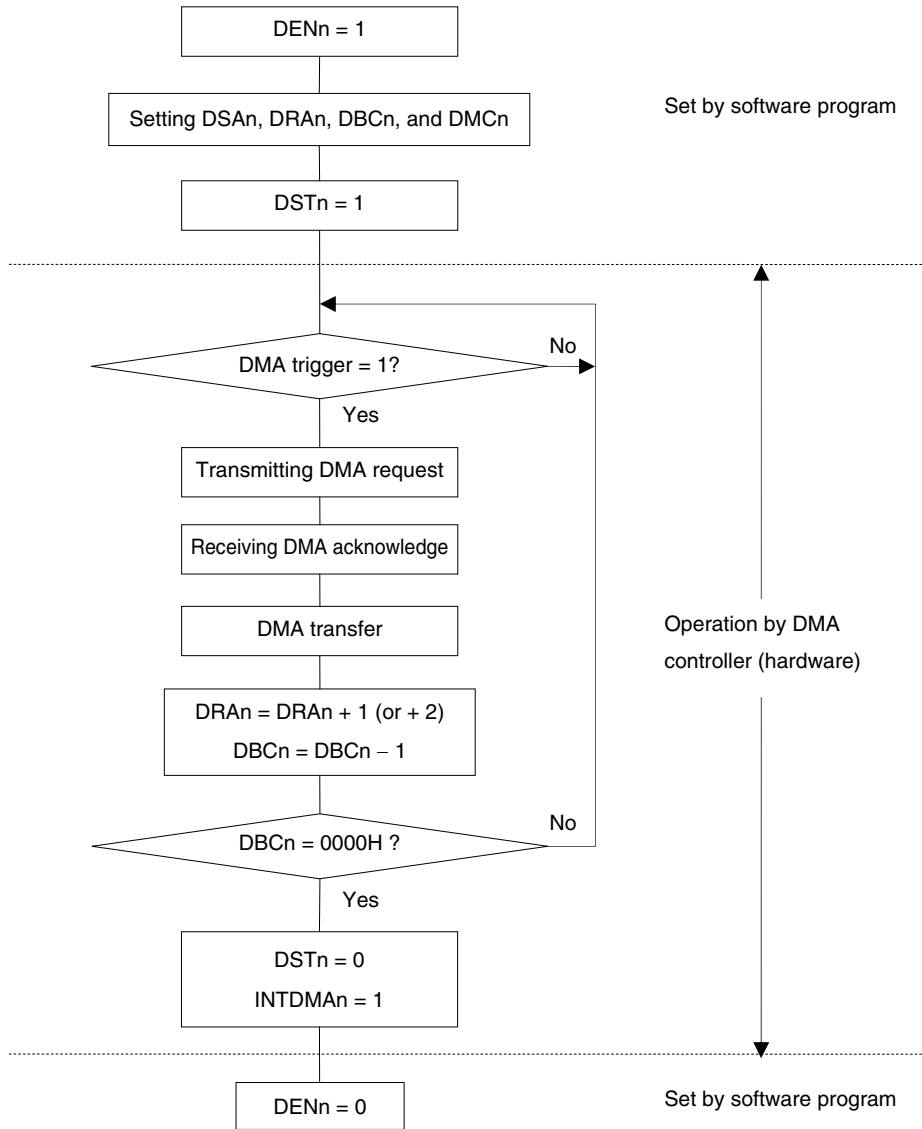 DENn = 1
Setting DSAn, DRAn, DBCn, and DMCn
Set by software program
DSTn = 1
DMA trigger = 1?
No
Yes
Transmitting DMA request
Receiving DMA acknowledge
DMA transfer
Operation by DMA
controller (hardware)
DRAn = DRAn + 1 (or + 2)
DBCn = DBCn − 1
DBCn = 0000H ?
No
Yes
DSTn = 0
INTDMAn = 1
DENn = 0
Set by software program